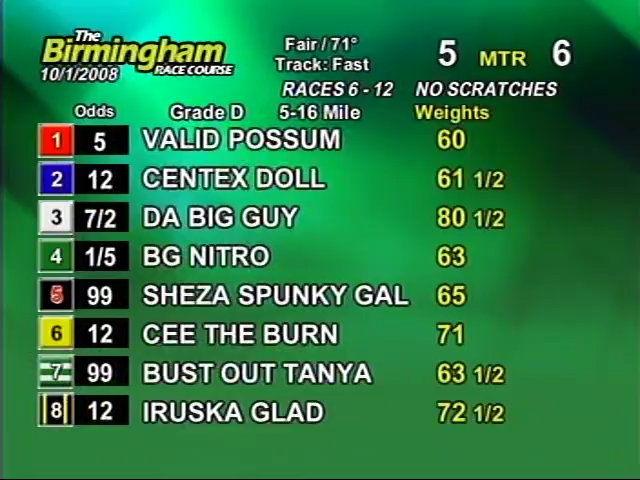 The
Birmingham
RACE COURSE
10/1/2008
Fair / 71°
Track: Fast
5 MTR 6
RACES 6 - 12 NO SCRATCHES
Odds Grade D 5-16 Mile Weights
1 5 VALID POSSUM 60
2 12 CENTEX DOLL 61 1/2
3 7/2 DA BIG GUY 80 1/2
4 1/5 BG NITRO 63
5 99 SHEZA SPUNKY GAL 65
6 12 CEE THE BURN 71
7 99 BUST OUT TANYA 63 1/2
8 12 IRUSKA GLAD 72 1/2